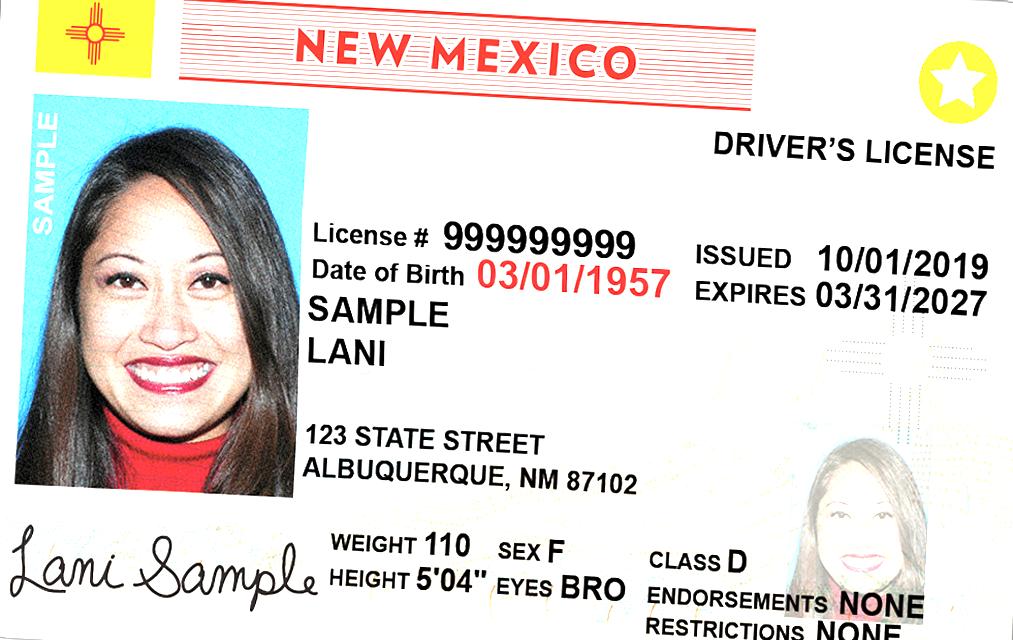 NEW MEXICO
DRIVER'S LICENSE
SAMPLE
License # 999999999
Date of Birth 03/01/1957
ISSUED 10/01/2019
EXPIRES 03/31/2027
SAMPLE
LANI
123 STATE STREET
ALBUQUERQUE, NM 87102
WEIGHT 110 SEX F
HEIGHT 5'04" EYES BRO
CLASS D
ENDORSEMENTS NONE
RESTRICTIONS NONE
Lani Sample